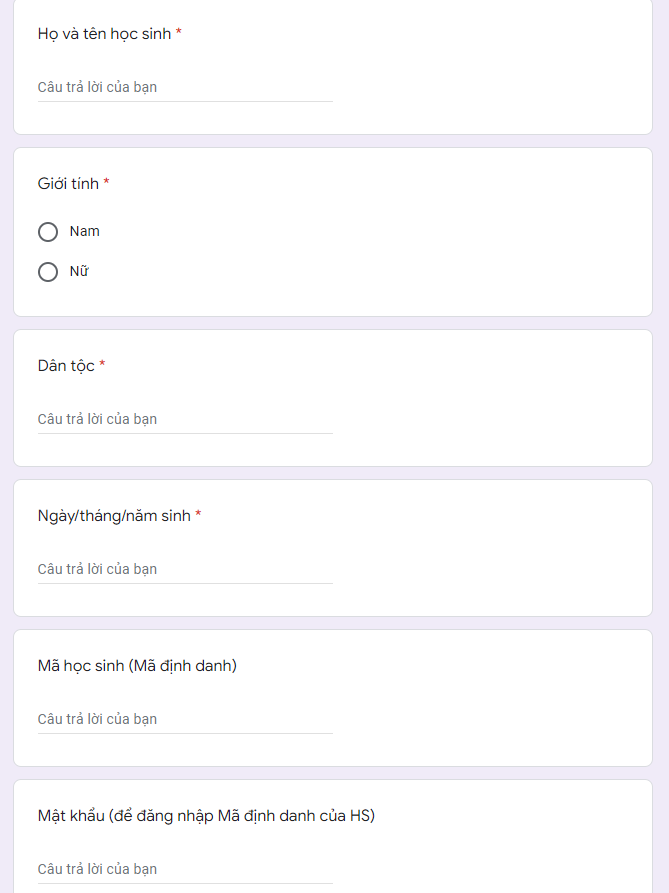 Họ và tên học sinh *
Câu trả lời của bạn
Giới tính *
Nam
Nữ
Dân tộc *
Câu trả lời của bạn
Ngày/tháng/năm sinh *
Câu trả lời của bạn
Mã học sinh (Mã định danh)
Câu trả lời của bạn
Mật khẩu (để đăng nhập Mã định danh của HS)
Câu trả lời của bạn